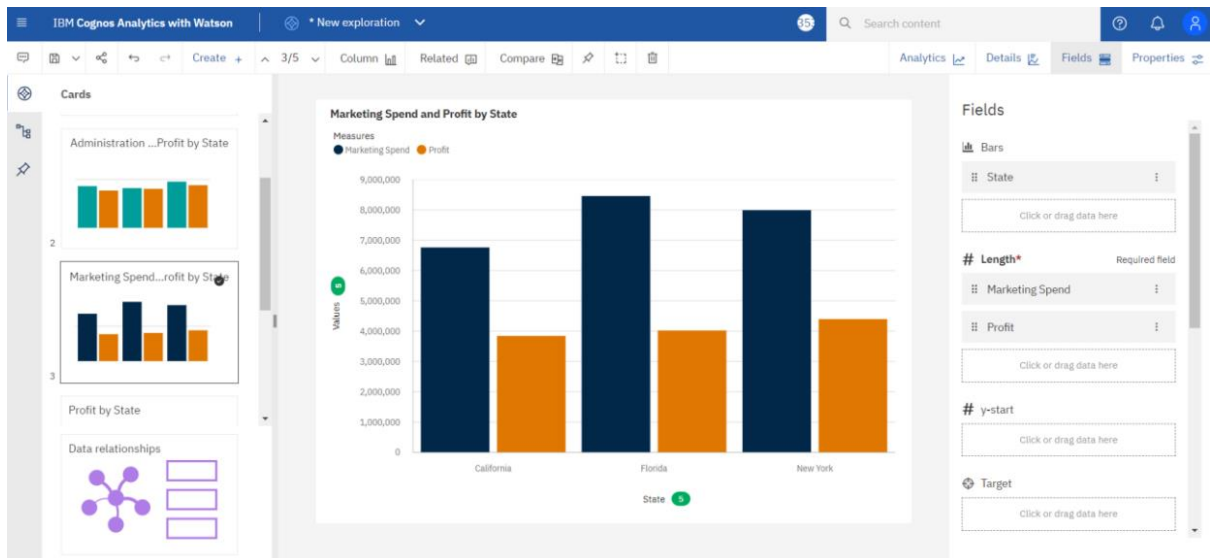 IBM Cognos Analytics with Watson
* New exploration
35
Search content
Create +
3/5
Column
Related
Compare
Analytics
Details
Fields
Properties
Cards
Administration ...Profit by State
2
Marketing Spend...rofit by State
3
Profit by State
Data relationships
Marketing Spend and Profit by State
Measures
Marketing Spend Profit
9,000,000
8,000,000
7,000,000
6,000,000
5,000,000
4,000,000
3,000,000
2,000,000
1,000,000
0
Values
5
California Florida New York
State 5
Fields
Bars
State
Click or drag data here
# Length* Required field
Marketing Spend
Profit
Click or drag data here
# y-start
Click or drag data here
Target
Click or drag data here